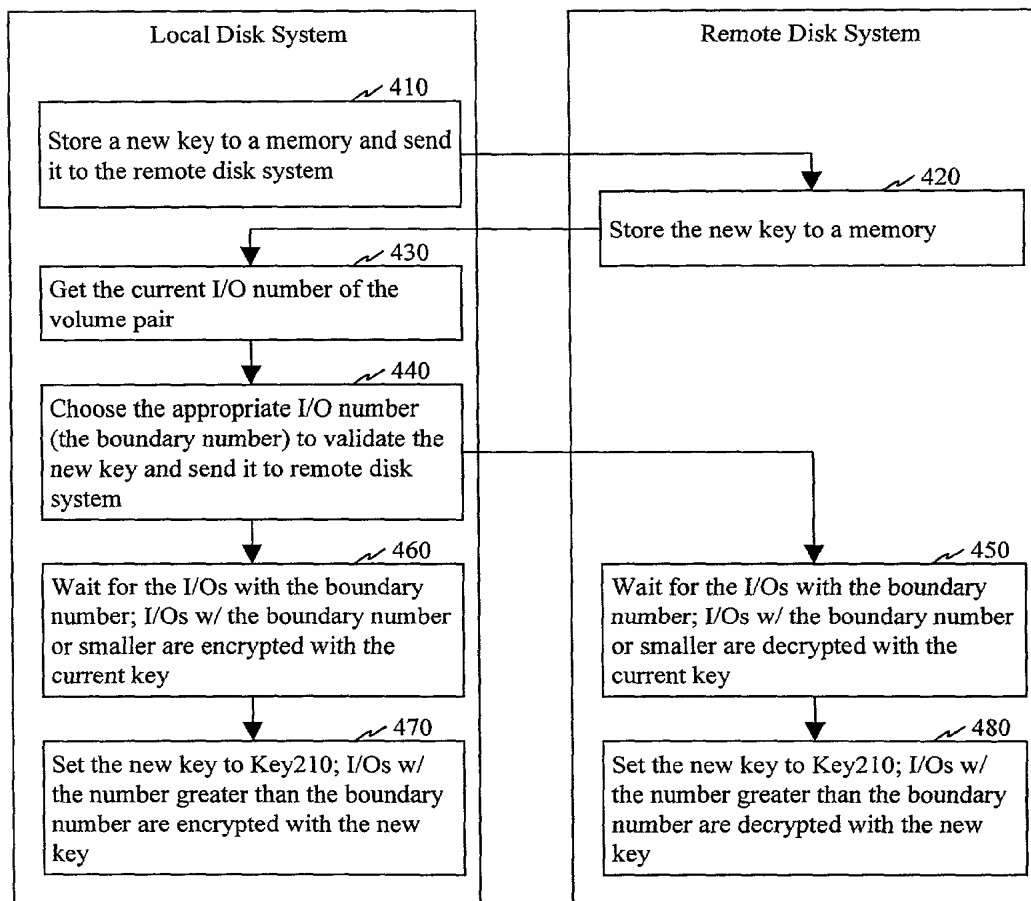 Local Disk System
Remote Disk System
410
Store a new key to a memory and send
it to the remote disk system
420
Store the new key to a memory
430
Get the current I/O number of the
volume pair
440
Choose the appropriate I/O number
(the boundary number) to validate the
new key and send it to remote disk
system
460
Wait for the I/Os with the boundary
number; I/Os w/ the boundary number
or smaller are encrypted with the
current key
450
Wait for the I/Os with the boundary
number; I/Os w/ the boundary number
or smaller are decrypted with the
current key
470
Set the new key to Key210; I/Os w/
the number greater than the boundary
number are encrypted with the new
key
480
Set the new key to Key210; I/Os w/
the number greater than the boundary
number are decrypted with the new
key